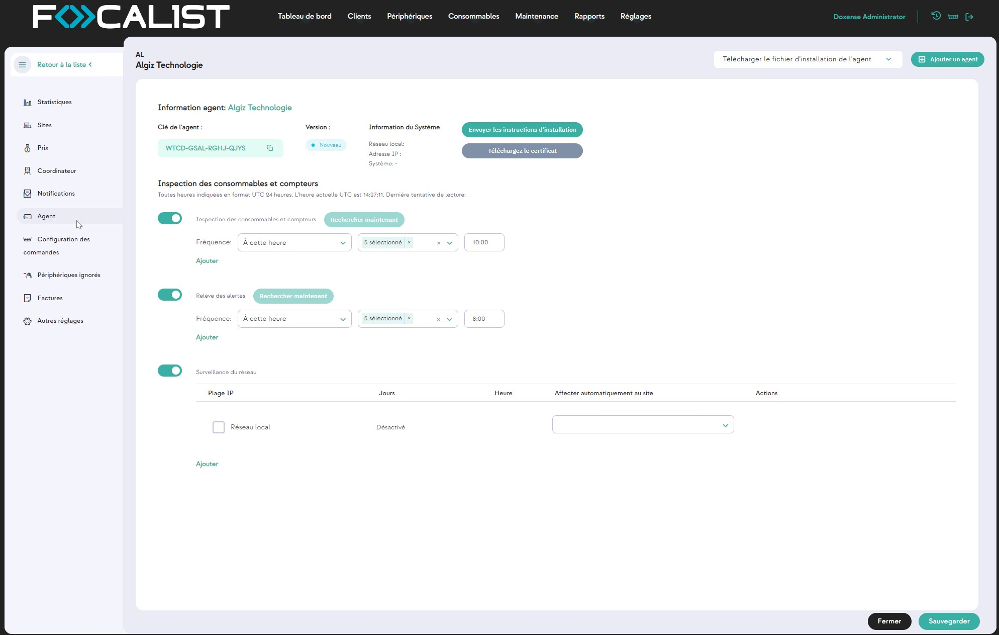 FOCALIST
Tableau de bord
Clients
Périphériques
Consommables
Maintenance
Rapports
Réglages
Doxense Administrator
Retour à la liste
Statistiques
Sites
Prix
Coordinateur
Notifications
Agent
Configuration des
commandes
Périphériques ignorés
Factures
Autres réglages
AL
Algiz Technologie
Télécharger le fichier d'installation de l'agent
Ajouter un agent
Information agent: Algiz Technologie
Clé de l'agent :
WTCD-GSAL-RGHJ-QJYS
Version :
Nouveau
Information du Système
Réseau local:
Adresse IP :
Système: -
Envoyer les instructions d'installation
Téléchargez le certificat
Inspection des consommables et compteurs
Toutes heures indiquées en format UTC 24 heures. L'heure actuelle UTC est 14:27:11. Dernière tentative de lecture:
Inspection des consommables et compteurs
Rechercher maintenant
Fréquence: À cette heure 5 sélectionné × × 10:00
Ajouter
Relève des alertes
Rechercher maintenant
Fréquence: À cette heure 5 sélectionné × × 8:00
Ajouter
Surveillance du réseau
Plage IP Jours Heure Affecter automatiquement au site Actions
Réseau local Désactivé
Ajouter
Fermer
Sauvegarder